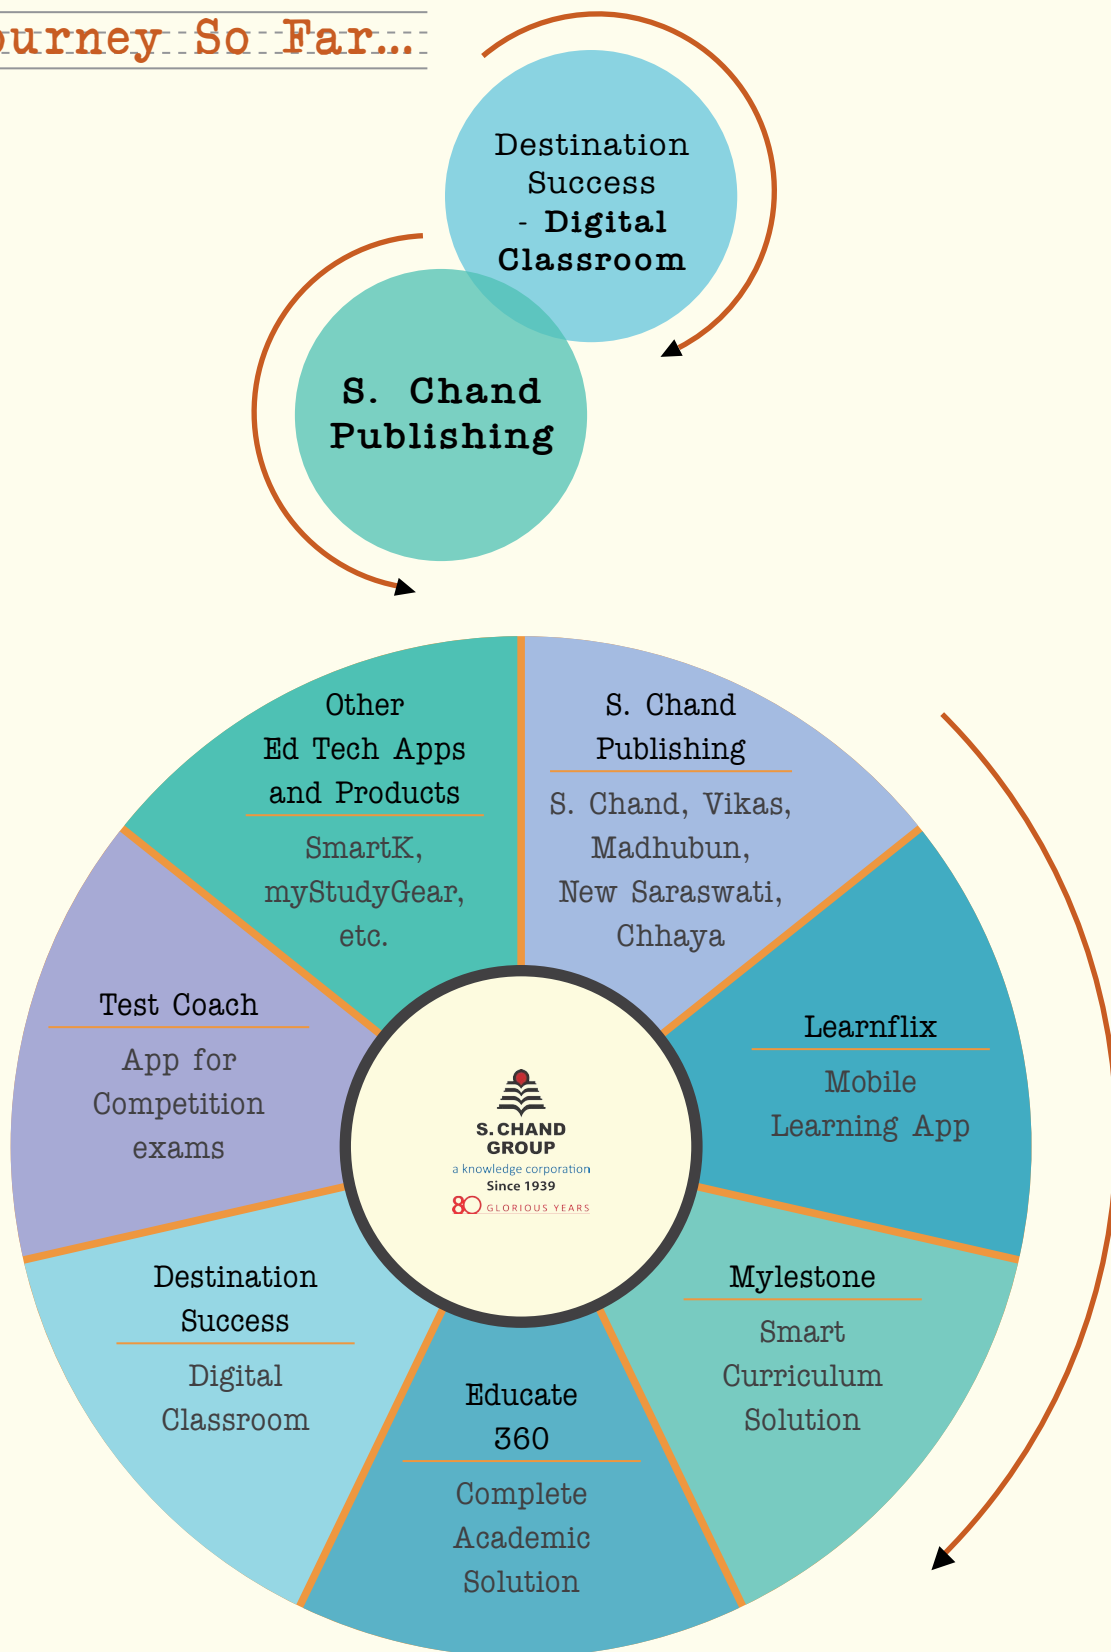 So Far...
Destination
Success
- Digital
Classroom
S. Chand
Publishing
Other
Ed Tech Apps
and Products
SmartK,
myStudyGear,
etc.
S. Chand
Publishing
S. Chand, Vikas,
Madhubun,
New Saraswati,
Chhaya
Test Coach
App for
Competition
exams
Learnflix
Mobile
Learning App
S. CHAND
GROUP
a knowledge corporation
Since 1939
80 GLORIOUS YEARS
Destination
Success
Digital
Classroom
Mylestone
Smart
Curriculum
Solution
Educate
360
Complete
Academic
Solution